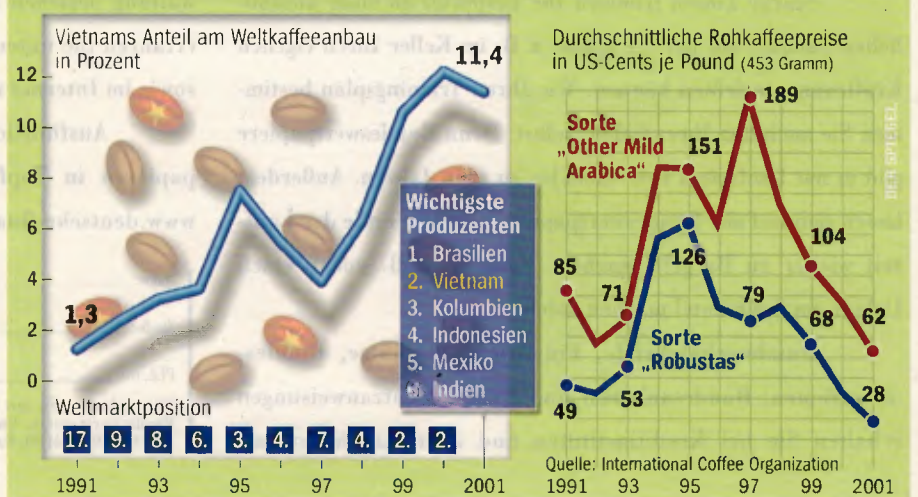 Vietnams Anteil am Weltkaffeeanbau
in Prozent
11,4
12
10
8
6
4
2
0
1,3
Wichtigste
Produzenten
1. Brasilien
2. Vietnam
3. Kolumbien
4. Indonesien
5. Mexiko
6. Indien
Weltmarktposition
17. 9. 8. 6. 3. 4. 7. 4. 2. 2.
1991 93 95 97 99 2001
Durchschnittliche Rohkaffeepreise
in US-Cents je Pound (453 Gramm)
189
Sorte
„Other Mild
Arabica“
151
104
85
71
62
126
79
68
Sorte
„Robustas“
49
53
28
Quelle: International Coffee Organization
1991 93 95 97 99 2001
DER SPIEGEL